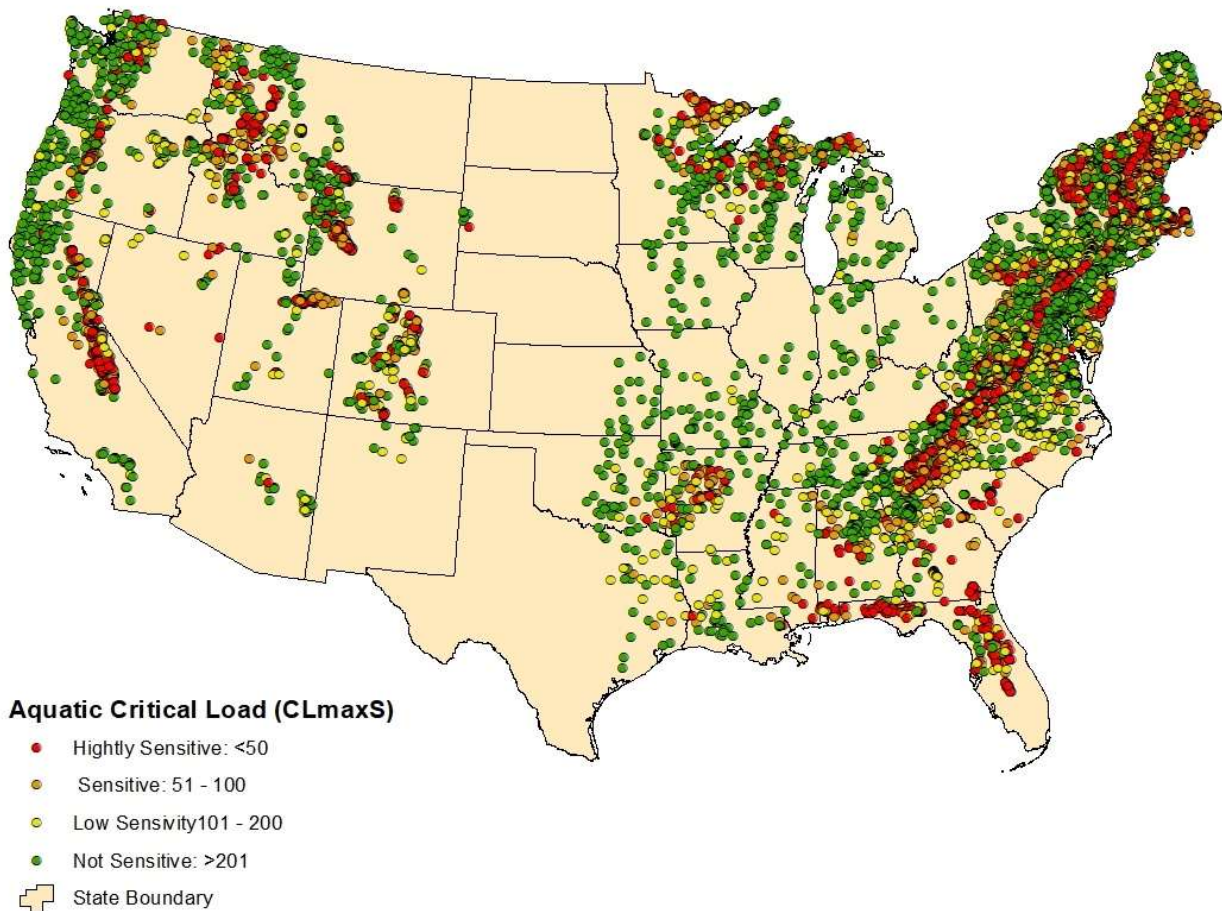 Aquatic Critical Load (CLmaxS)
Hightly Sensitive: <50
Sensitive: 51 - 100
Low Sensivity101 - 200
Not Sensitive: >201
State Boundary